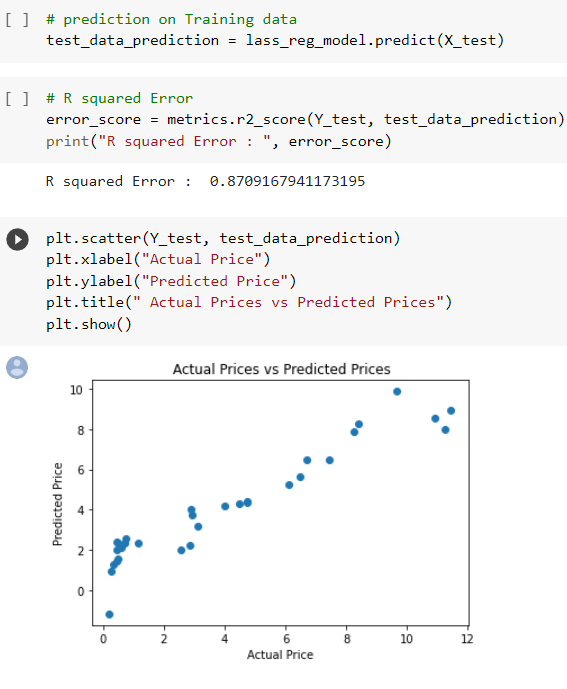 [ ] # prediction on Training data
test_data_prediction = lass_reg_model.predict(X_test)
[ ] # R squared Error
error_score = metrics.r2_score(Y_test, test_data_prediction)
print("R squared Error : ", error_score)
R squared Error :  0.8709167941173195
plt.scatter(Y_test, test_data_prediction)
plt.xlabel("Actual Price")
plt.ylabel("Predicted Price")
plt.title(" Actual Prices vs Predicted Prices")
plt.show()
Actual Prices vs Predicted Prices
Predicted Price
10
8
6
4
2
0
0 2 4 6 8 10 12
Actual Price